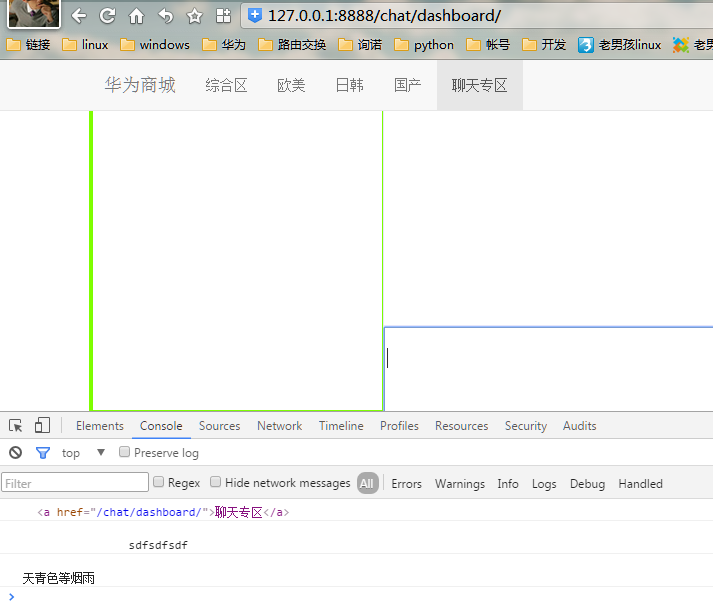 127.0.0.1:8888/chat/dashboard/
链接 linux windows 华为 路由交换 询诺 python 帐号 开发 老男孩linux 老男
华为商城 综合区 欧美 日韩 国产 聊天专区
Elements Console Sources Network Timeline Profiles Resources Security Audits
top Preserve log
Filter Regex Hide network messages All Errors Warnings Info Logs Debug Handled
<a href="/chat/dashboard/">聊天专区</a>
sdfsdfsdf
天青色等烟雨